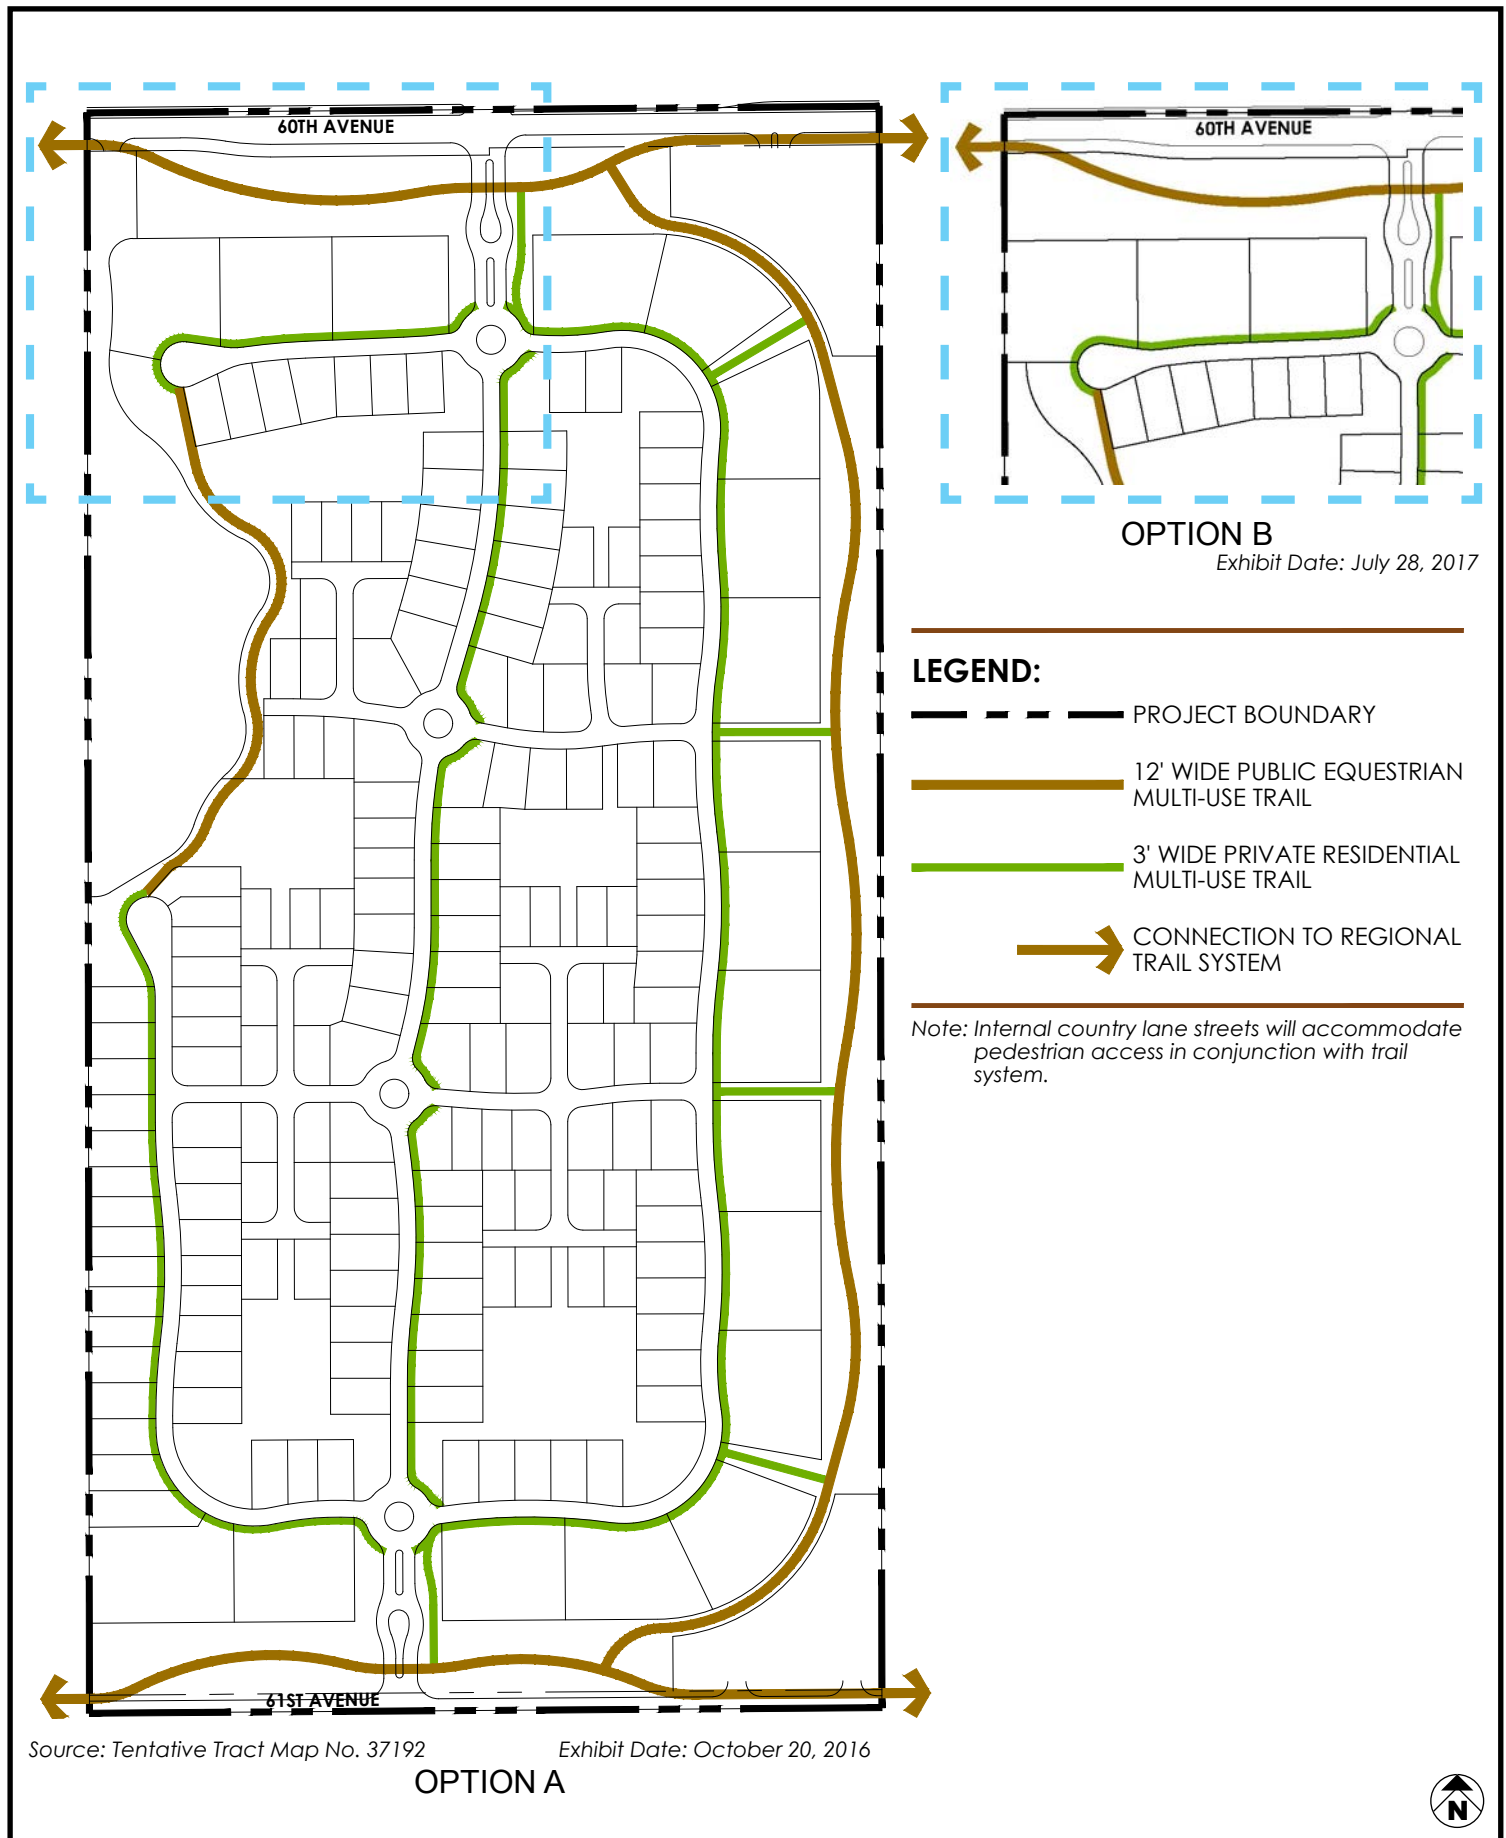 60TH AVENUE
60TH AVENUE
OPTION B
Exhibit Date: July 28, 2017
LEGEND:
PROJECT BOUNDARY
12' WIDE PUBLIC EQUESTRIAN
MULTI-USE TRAIL
3' WIDE PRIVATE RESIDENTIAL
MULTI-USE TRAIL
CONNECTION TO REGIONAL
TRAIL SYSTEM
Note: Internal country lane streets will accommodate
pedestrian access in conjunction with trail
system.
61ST AVENUE
Source: Tentative Tract Map No. 37192
Exhibit Date: October 20, 2016
OPTION A
N